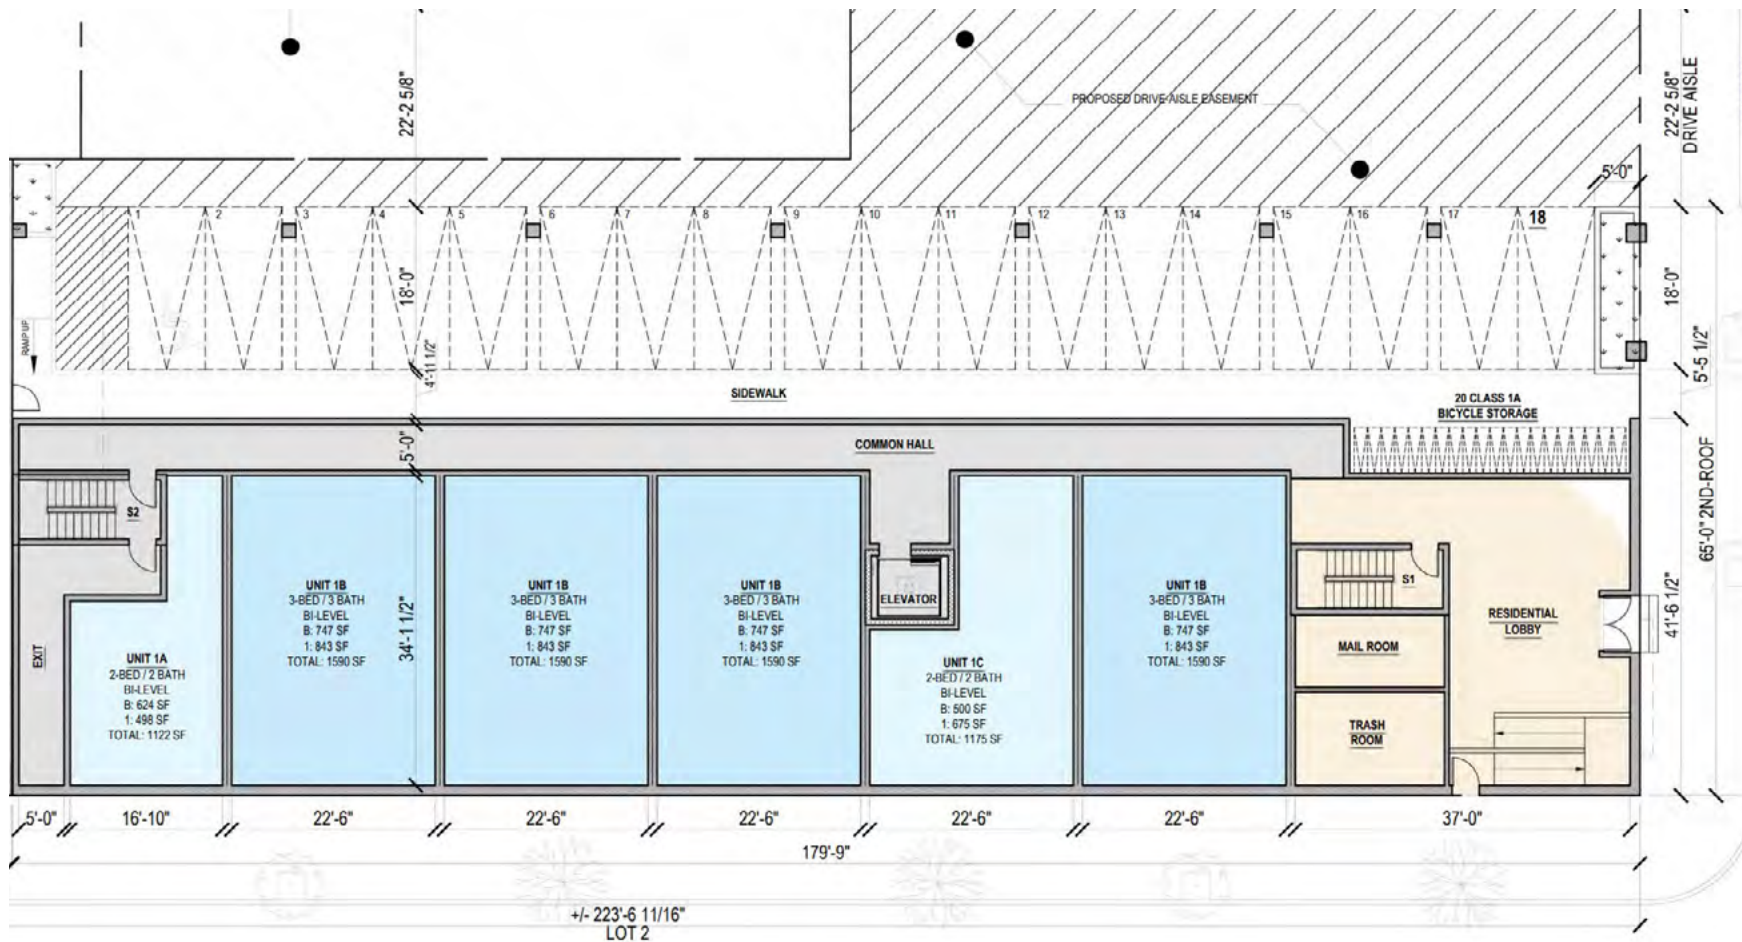 22'-2 5/8"
PROPOSED DRIVE-AISLE EASEMENT
22'-2 5/8"
DRIVE AISLE
5'-0"
1
2
3
4
5
6
7
8
9
10
11
12
13
14
15
16
17
18
18'-0"
18'-0"
RAMP UP
4'-11 1/2"
5'-5 1/2"
SIDEWALK
20 CLASS 1A
BICYCLE STORAGE
COMMON HALL
5'-0"
65'-0" 2ND-ROOF
S2
EXIT
UNIT 1A
2-BED / 2 BATH
BI-LEVEL
B: 624 SF
1: 498 SF
TOTAL: 1122 SF
UNIT 1B
3-BED / 3 BATH
BI-LEVEL
B: 747 SF
1: 843 SF
TOTAL: 1590 SF
34'-1 1/2"
UNIT 1B
3-BED / 3 BATH
BI-LEVEL
B: 747 SF
1: 843 SF
TOTAL: 1590 SF
UNIT 1B
3-BED / 3 BATH
BI-LEVEL
B: 747 SF
1: 843 SF
TOTAL: 1590 SF
ELEVATOR
UNIT 1C
2-BED / 2 BATH
BI-LEVEL
B: 500 SF
1: 675 SF
TOTAL: 1175 SF
UNIT 1B
3-BED / 3 BATH
BI-LEVEL
B: 747 SF
1: 843 SF
TOTAL: 1590 SF
S1
MAIL ROOM
TRASH
ROOM
RESIDENTIAL
LOBBY
41'-6 1/2"
5'-0"
16'-10"
22'-6"
22'-6"
22'-6"
22'-6"
22'-6"
37'-0"
179'-9"
+/- 223'-6 11/16"
LOT 2